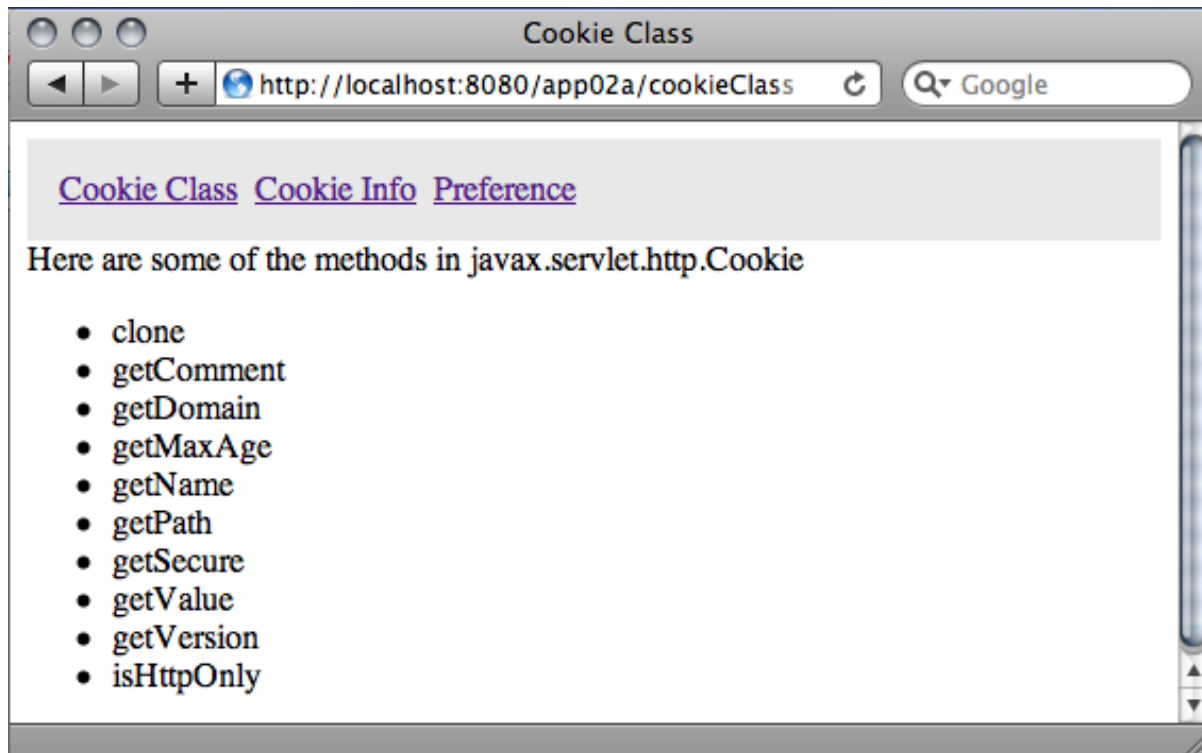 Cookie Class
http://localhost:8080/app02a/cookieClass
Google
Cookie Class Cookie Info Preference
Here are some of the methods in javax.servlet.http.Cookie
• clone
• getComment
• getDomain
• getMaxAge
• getName
• getPath
• getSecure
• getValue
• getVersion
• isHttpOnly